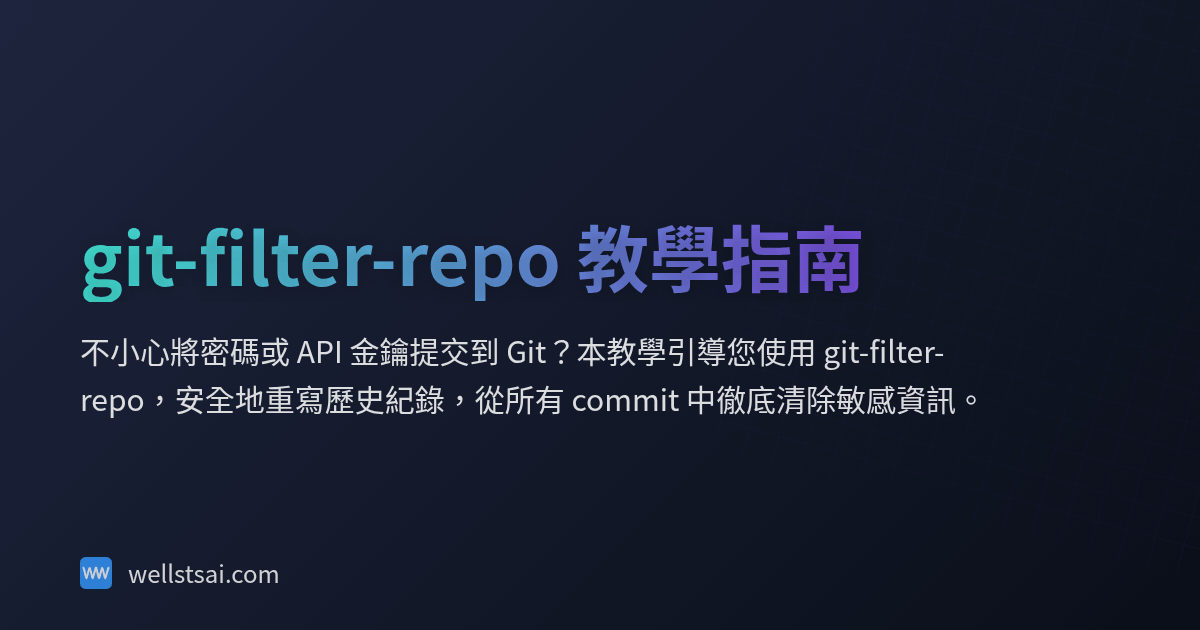 git-filter-repo 教學指南
不小心將密碼或 API 金鑰提交到 Git？本教學引導您使用 git-filter-
repo，安全地重寫歷史紀錄，從所有 commit 中徹底清除敏感資訊。
WW wellstsai.com